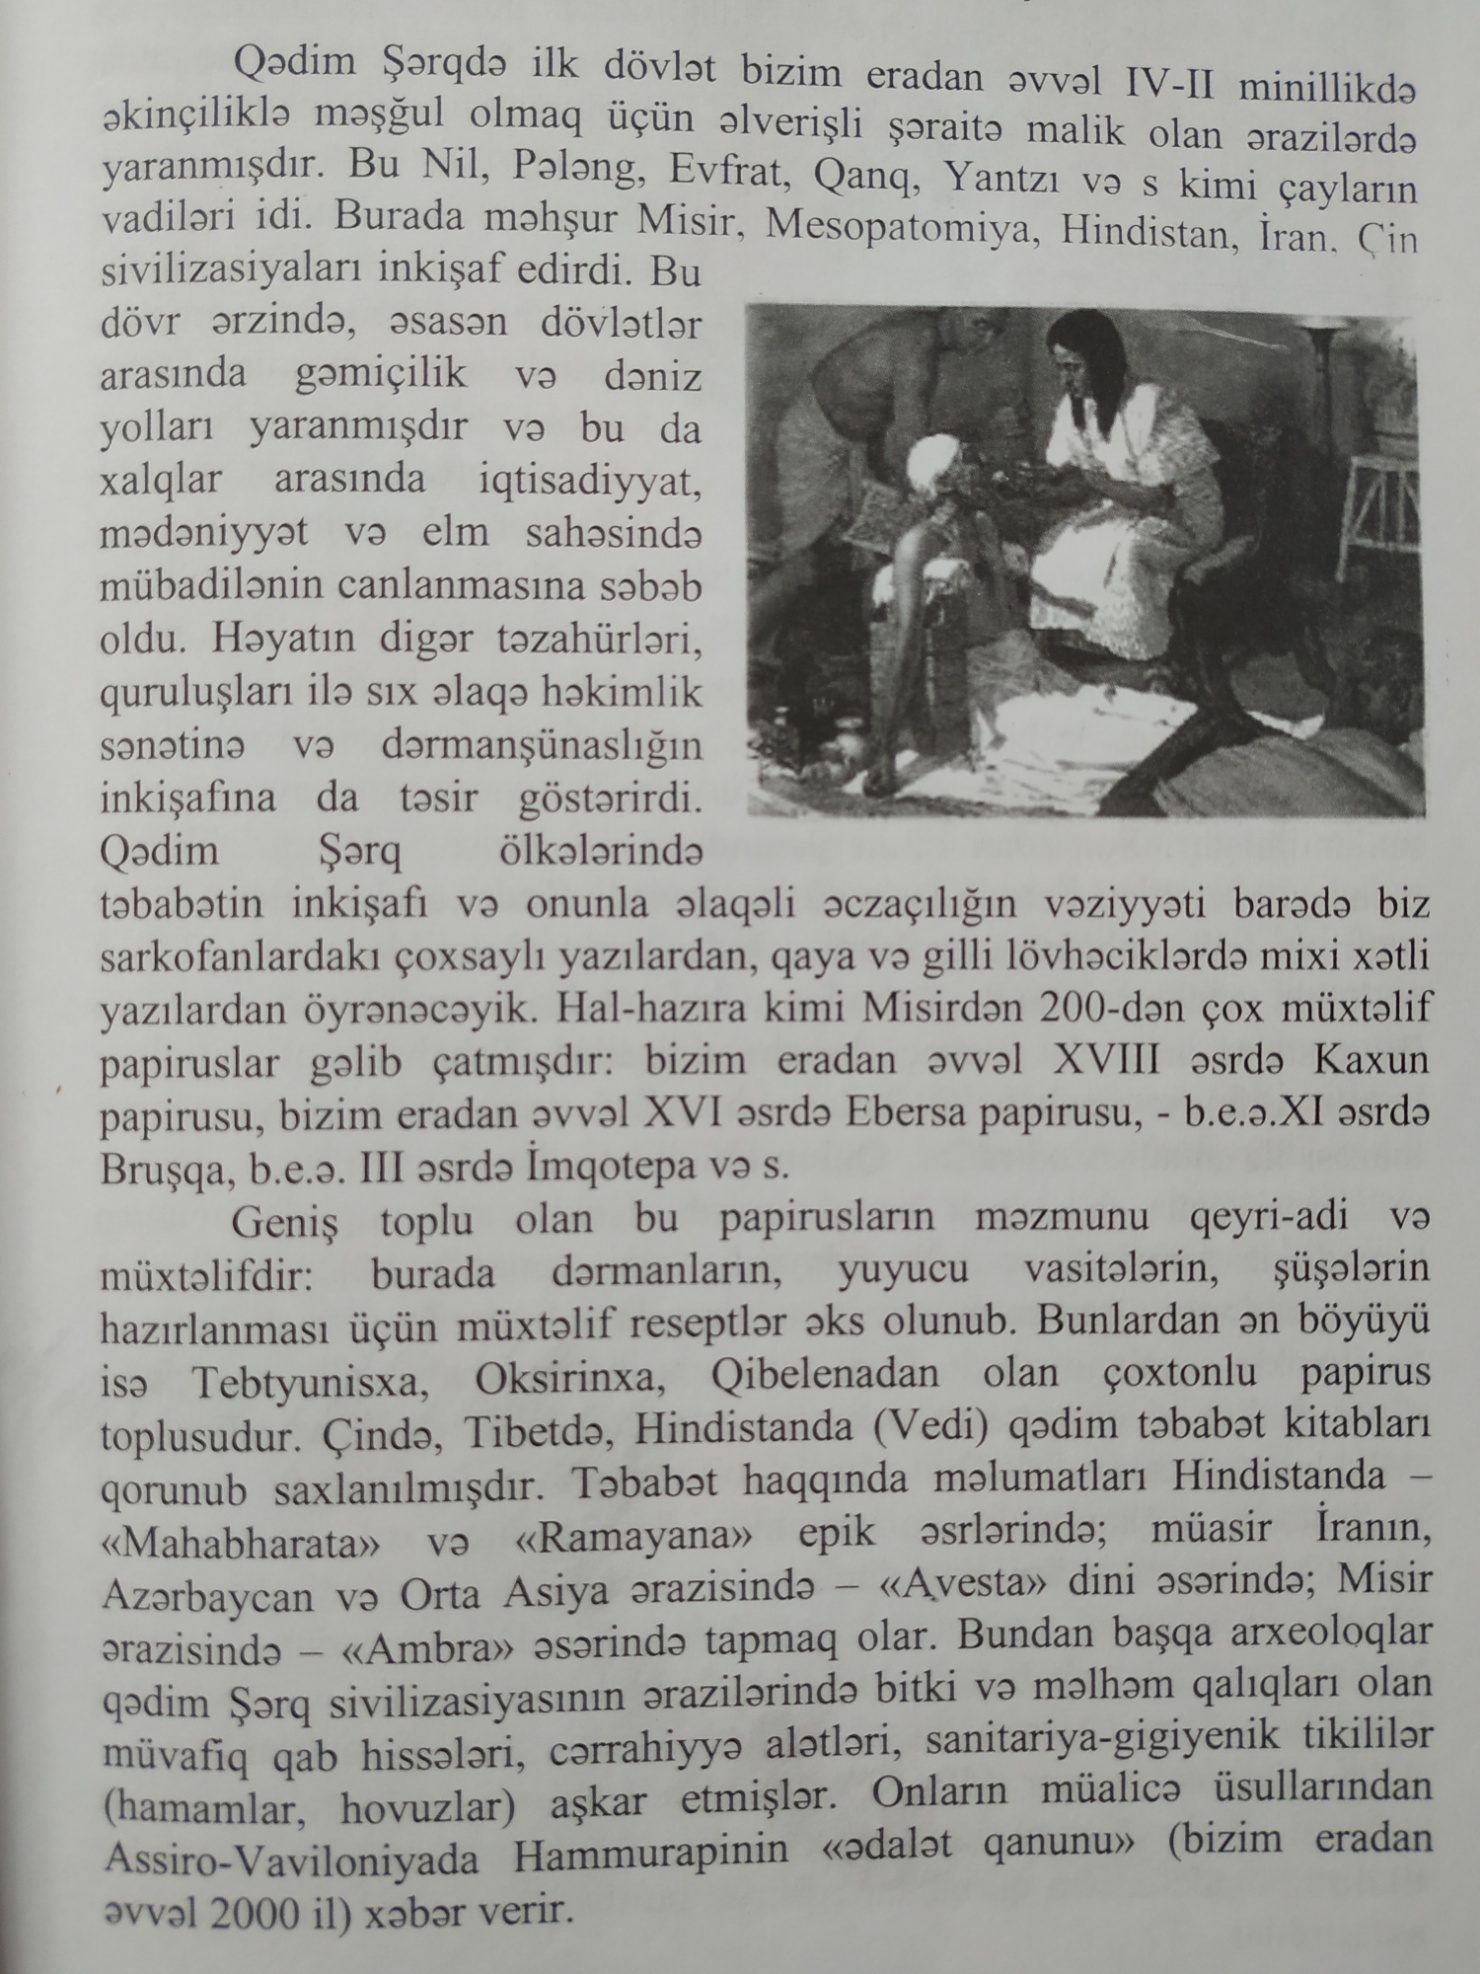 Qədim Şərqdə ilk dövlət bizim eradan əvvəl IV-II minillikdə
əkinçiliklə məşğul olmaq üçün əlverişli şəraitə malik olan ərazilərdə
yaranmışdır. Bu Nil, Pələng, Evfrat, Qanq, Yantzı və s kimi çayların
vadiləri idi. Burada məhşur Misir, Mesopatomiya, Hindistan, İran. Çin
sivilizasiyaları inkişaf edirdi. Bu
dövr ərzində, əsasən dövlətlər
arasında gəmiçilik və dəniz
yolları yaranmışdır və bu da
xalqlar arasında iqtisadiyyat,
mədəniyyət və elm sahəsində
mübadilənin canlanmasına səbəb
oldu. Həyatın digər təzahürləri,
quruluşları ilə sıx əlaqə həkimlik
sənətinə və dərmanşünaslığın
inkişafına da təsir göstərirdi.
Qədim Şərq ölkələrində
təbabətin inkişafı və onunla əlaqəli əczaçılığın vəziyyəti barədə biz
sarkofanlardakı çoxsaylı yazılardan, qaya və gilli lövhəciklərdə mixi xətli
yazılardan öyrənəcəyik. Hal-hazıra kimi Misirdən 200-dən çox müxtəlif
papiruslar gəlib çatmışdır: bizim eradan əvvəl XVIII əsrdə Kaxun
papirusu, bizim eradan əvvəl XVI əsrdə Ebersa papirusu, - b.e.ə.XI əsrdə
Bruşqa, b.e.ə. III əsrdə İmqotepa və s.
Geniş toplu olan bu papirusların məzmunu qeyri-adi və
müxtəlifdir: burada dərmanların, yuyucu vasitələrin, şüşələrin
hazırlanması üçün müxtəlif reseptlər əks olunub. Bunlardan ən böyüyü
isə Tebtyunisxa, Oksirinxa, Qibelenadan olan çoxtonlu papirus
toplusudur. Çində, Tibetdə, Hindistanda (Vedi) qədim təbabət kitabları
qorunub saxlanılmışdır. Təbabət haqqında məlumatları Hindistanda –
«Mahabharata» və «Ramayana» epik əsrlərində; müasir İranın,
Azərbaycan və Orta Asiya ərazisində – «Avesta» dini əsərində; Misir
ərazisində – «Ambra» əsərində tapmaq olar. Bundan başqa arxeoloqlar
qədim Şərq sivilizasiyasının ərazilərində bitki və məlhəm qalıqları olan
müvafiq qab hissələri, cərrahiyyə alətləri, sanitariya-gigiyenik tikililər
(hamamlar, hovuzlar) aşkar etmişlər. Onların müalicə üsullarından
Assiro-Vaviloniyada Hammurapinin «ədalət qanunu» (bizim eradan
əvvəl 2000 il) xəbər verir.